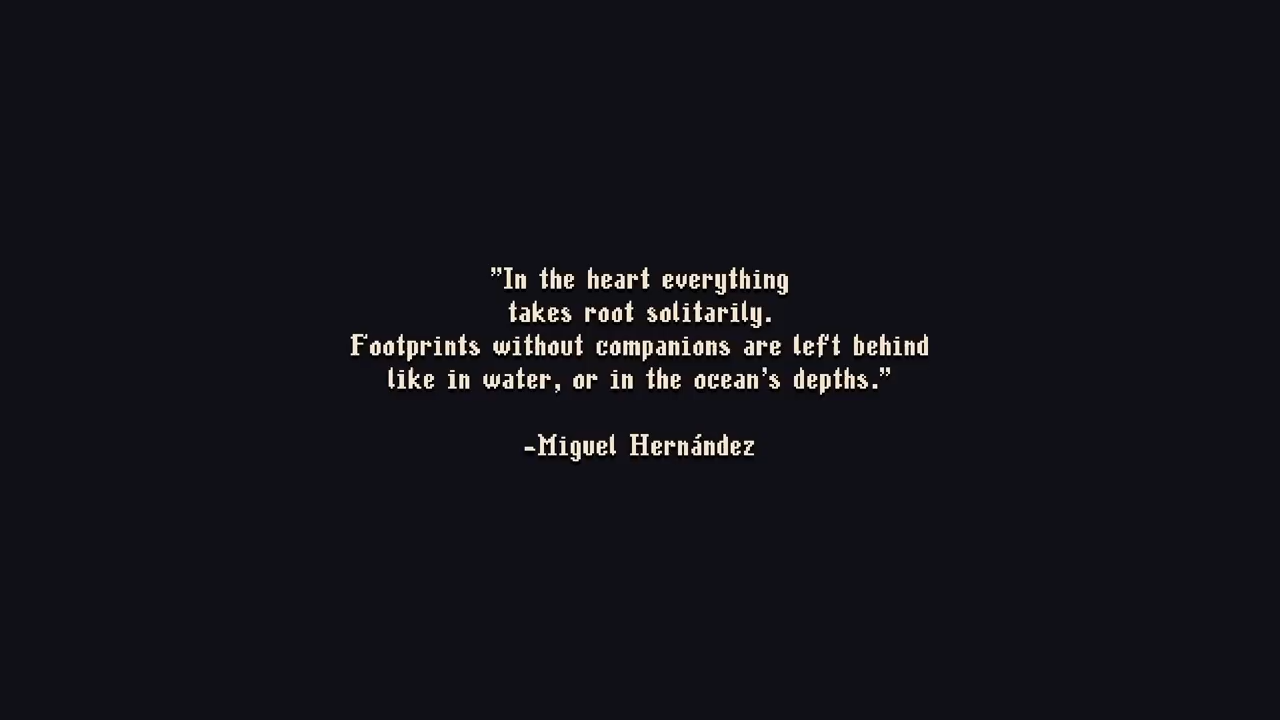 "In the heart everything
takes root solitarily.
Footprints without companions are left behind
like in water, or in the ocean's depths."
-Miguel Hernández